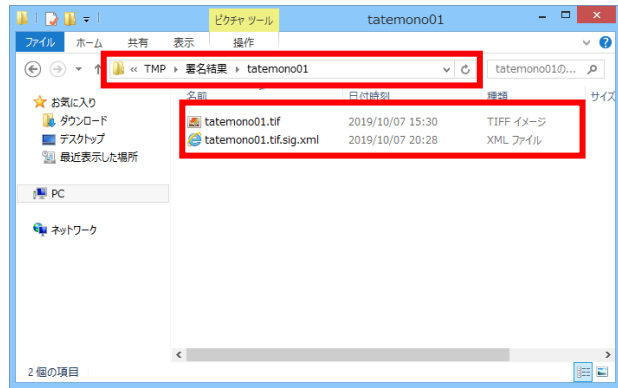 ピクチャ ツール
tatemono01
ファイル ホーム 共有 表示 操作
« TMP ▸ 署名結果 ▸ tatemono01
tatemono01の...
名前 日付時刻 種類 サイズ
お気に入り
ダウンロード
デスクトップ
最近表示した場所
PC
ネットワーク
tatemono01.tif 2019/10/07 15:30 TIFF イメージ
tatemono01.tif.sig.xml 2019/10/07 20:28 XML ファイル
2 個の項目